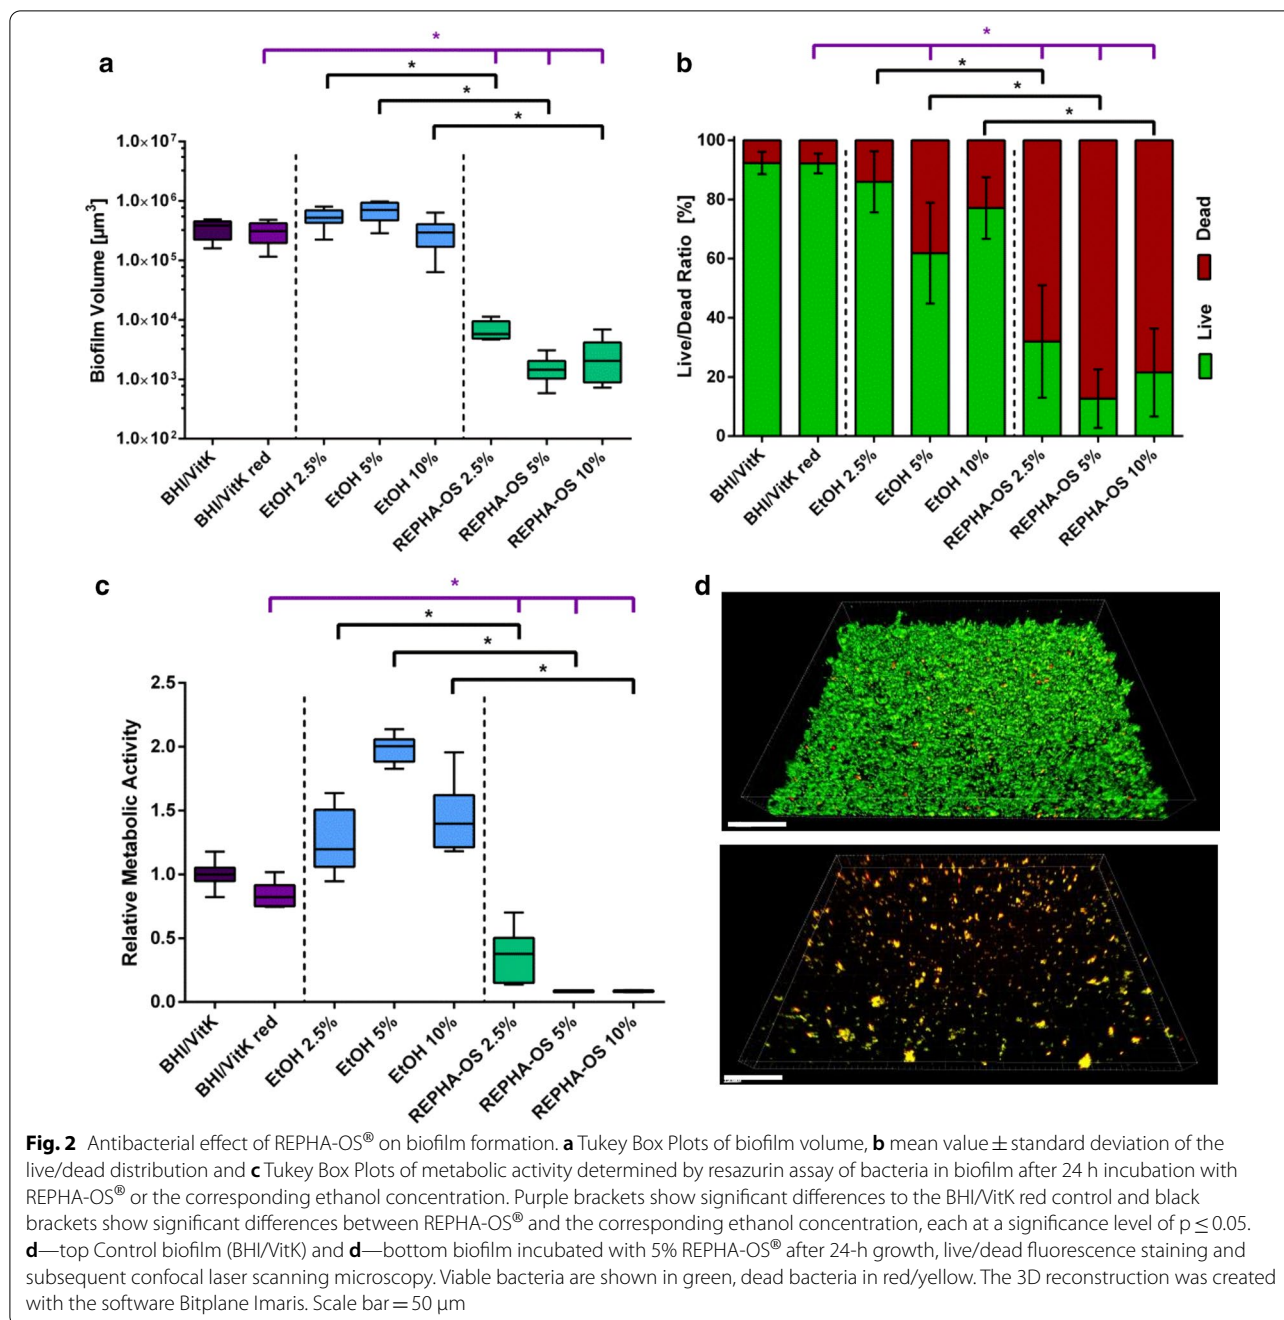 a
*
*
*
*
Biofilm Volume [µm³]
1.0×10⁷
1.0×10⁶
1.0×10⁵
1.0×10⁴
1.0×10³
1.0×10²
BHI/VitK
BHI/VitK red
EtOH 2.5%
EtOH 5%
EtOH 10%
REPHA-OS 2.5%
REPHA-OS 5%
REPHA-OS 10%
b
*
*
*
*
Live/Dead Ratio [%]
100
80
60
40
20
0
BHI/VitK
BHI/VitK red
EtOH 2.5%
EtOH 5%
EtOH 10%
REPHA-OS 2.5%
REPHA-OS 5%
REPHA-OS 10%
Live
Dead
c
*
*
*
*
Relative Metabolic Activity
2.5
2.0
1.5
1.0
0.5
0.0
BHI/VitK
BHI/VitK red
EtOH 2.5%
EtOH 5%
EtOH 10%
REPHA-OS 2.5%
REPHA-OS 5%
REPHA-OS 10%
d
Fig. 2 Antibacterial effect of REPHA-OS® on biofilm formation. a Tukey Box Plots of biofilm volume, b mean value ± standard deviation of the
live/dead distribution and c Tukey Box Plots of metabolic activity determined by resazurin assay of bacteria in biofilm after 24 h incubation with
REPHA-OS® or the corresponding ethanol concentration. Purple brackets show significant differences to the BHI/VitK red control and black
brackets show significant differences between REPHA-OS® and the corresponding ethanol concentration, each at a significance level of p ≤ 0.05.
d—top Control biofilm (BHI/VitK) and d—bottom biofilm incubated with 5% REPHA-OS® after 24-h growth, live/dead fluorescence staining and
subsequent confocal laser scanning microscopy. Viable bacteria are shown in green, dead bacteria in red/yellow. The 3D reconstruction was created
with the software Bitplane Imaris. Scale bar = 50 µm